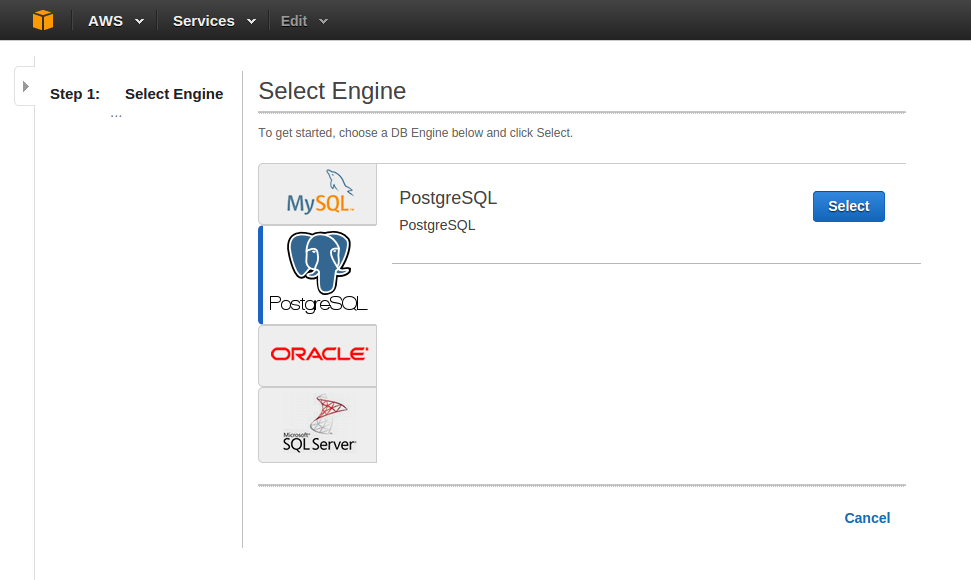 AWS Services Edit
Step 1: Select Engine
...
Select Engine
To get started, choose a DB Engine below and click Select.
MySQL™
PostgreSQL
ORACLE®
Microsoft®
SQL Server®
PostgreSQL
PostgreSQL
Select
Cancel